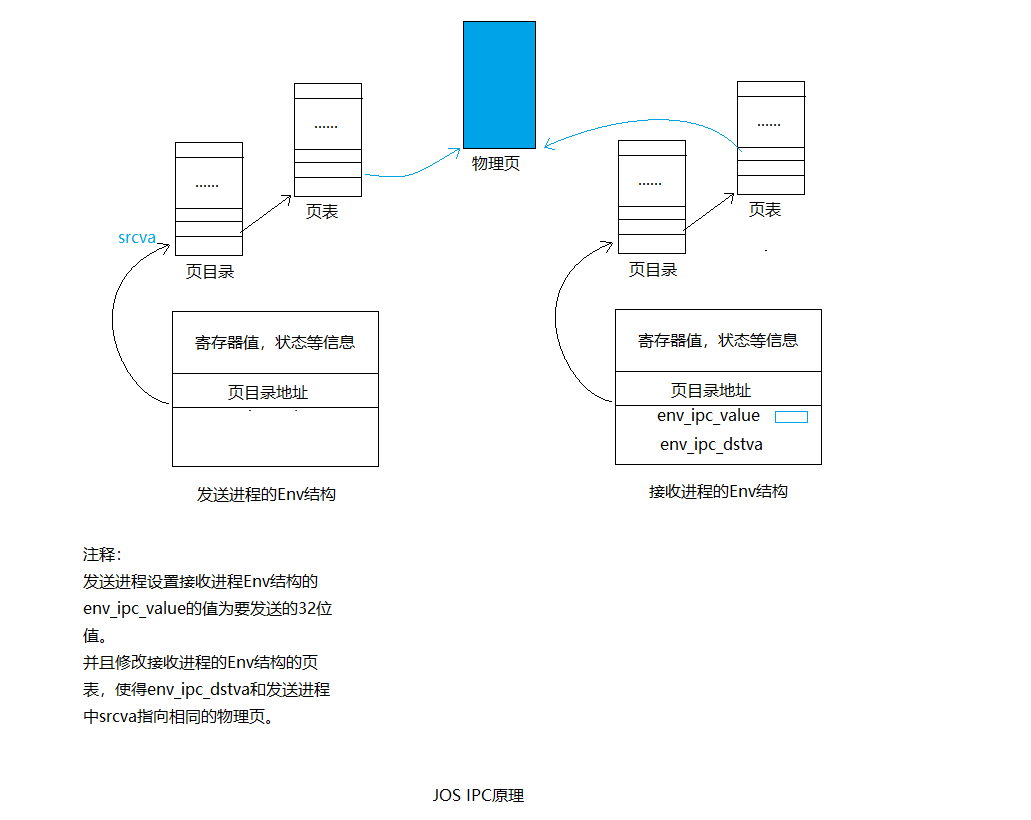 ......
......
物理页
......
......
页表
页表
srcva
页目录
页目录
寄存器值，状态等信息
寄存器值，状态等信息
页目录地址
页目录地址
env_ipc_value
env_ipc_dstva
发送进程的Env结构
接收进程的Env结构
注释：
发送进程设置接收进程Env结构的
env_ipc_value的值为要发送的32位
值。
并且修改接收进程的Env结构的页
表，使得env_ipc_dstva和发送进程
中srcva指向相同的物理页。
JOS IPC原理